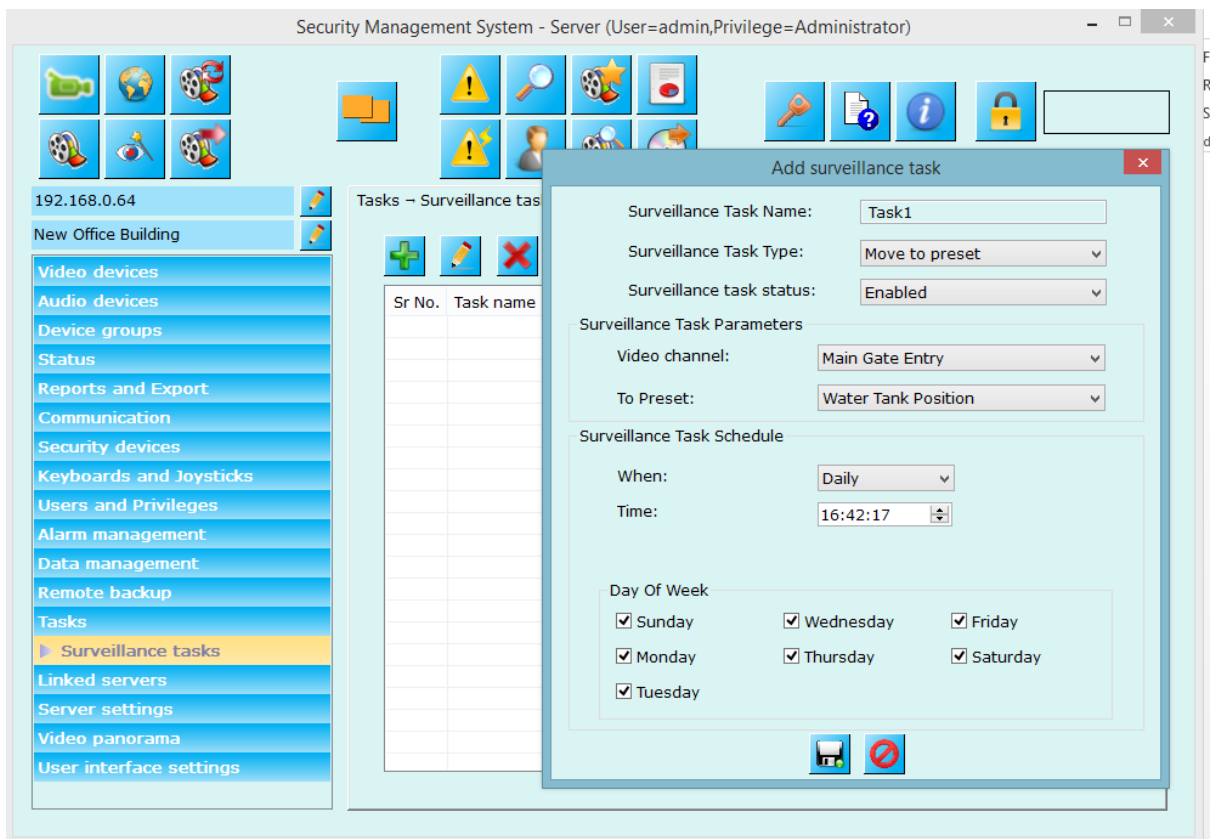 Security Management System - Server (User=admin,Privilege=Administrator)
192.168.0.64
New Office Building
Video devices
Audio devices
Device groups
Status
Reports and Export
Communication
Security devices
Keyboards and Joysticks
Users and Privileges
Alarm management
Data management
Remote backup
Tasks
Surveillance tasks
Linked servers
Server settings
Video panorama
User interface settings
Tasks → Surveillance tas
Sr No. Task name
Add surveillance task
Surveillance Task Name: Task1
Surveillance Task Type: Move to preset
Surveillance task status: Enabled
Surveillance Task Parameters
Video channel: Main Gate Entry
To Preset: Water Tank Position
Surveillance Task Schedule
When: Daily
Time: 16:42:17
Day Of Week
Sunday Wednesday Friday
Monday Thursday Saturday
Tuesday
F
R
S
d